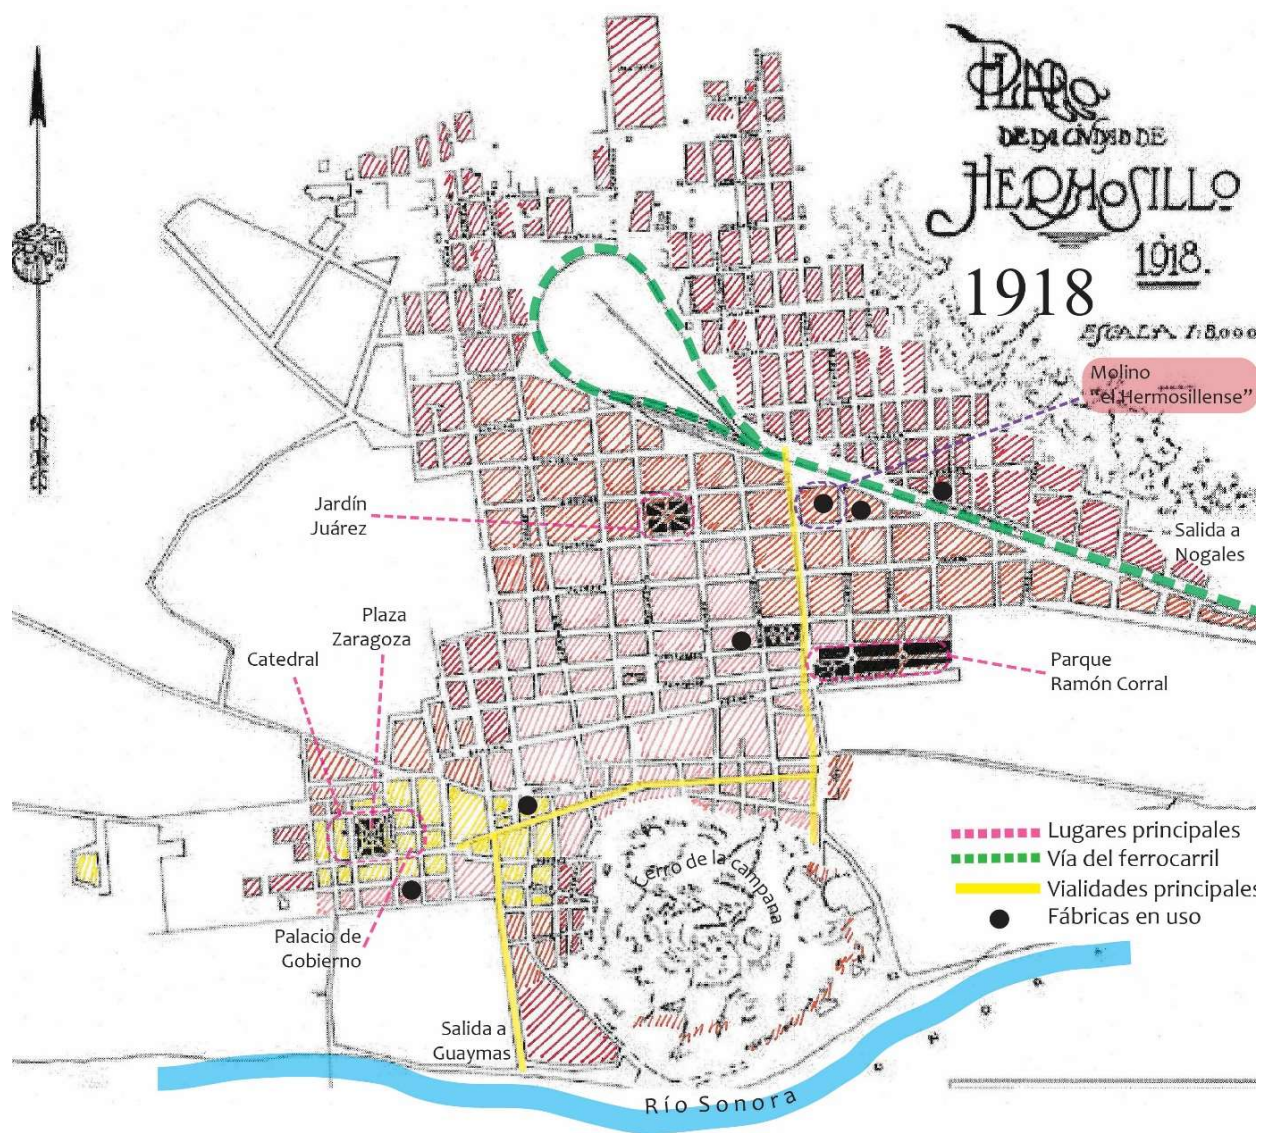 PLANO
DE LA CIUDAD DE
HERMOSILLO
1918.
1918
ESCALA 1:8.000
Molino
"el Hermosillense"
Jardín
Juárez
Salida a
Nogales
Plaza
Zaragoza
Catedral
Parque
Ramón Corral
Lugares principales
Vía del ferrocarril
Vialidades principales
Fábricas en uso
Cerro de la campana
Palacio de
Gobierno
Salida a
Guaymas
Río Sonora